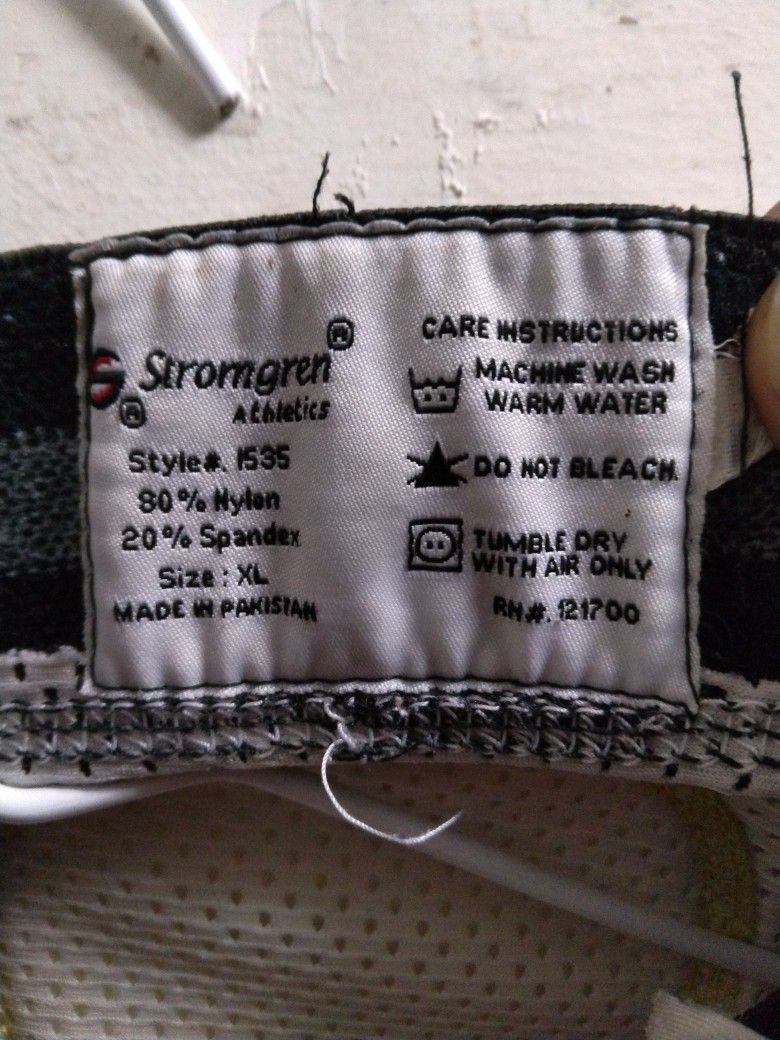 Stromgren®
®
Athletics
Style#. 1535
80% Nylon
20% Spandex
Size : XL
MADE IN PAKISTAN
CARE INSTRUCTIONS
MACHINE WASH
WARM WATER
DO NOT BLEACH.
TUMBLE DRY
WITH AIR ONLY
RN#. 121700